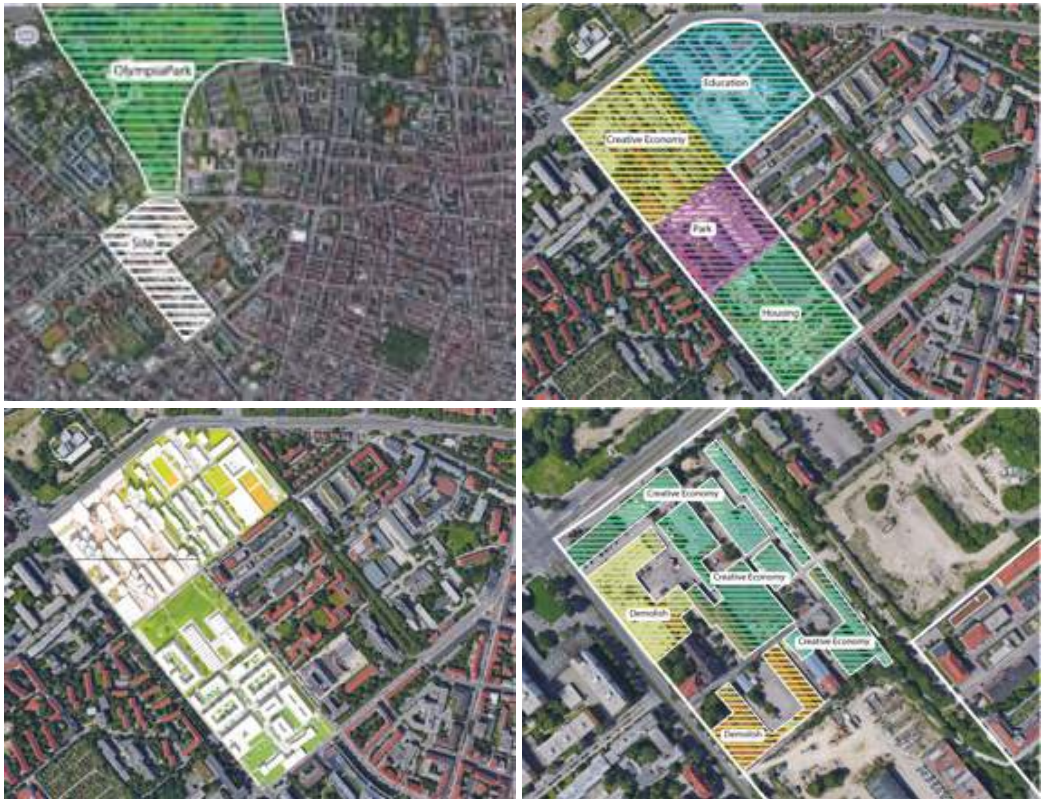 OlympiaPark
Site
Education
Creative Economy
Park
Housing
Creative Economy
Creative Economy
Demolish
Creative Economy
Demolish